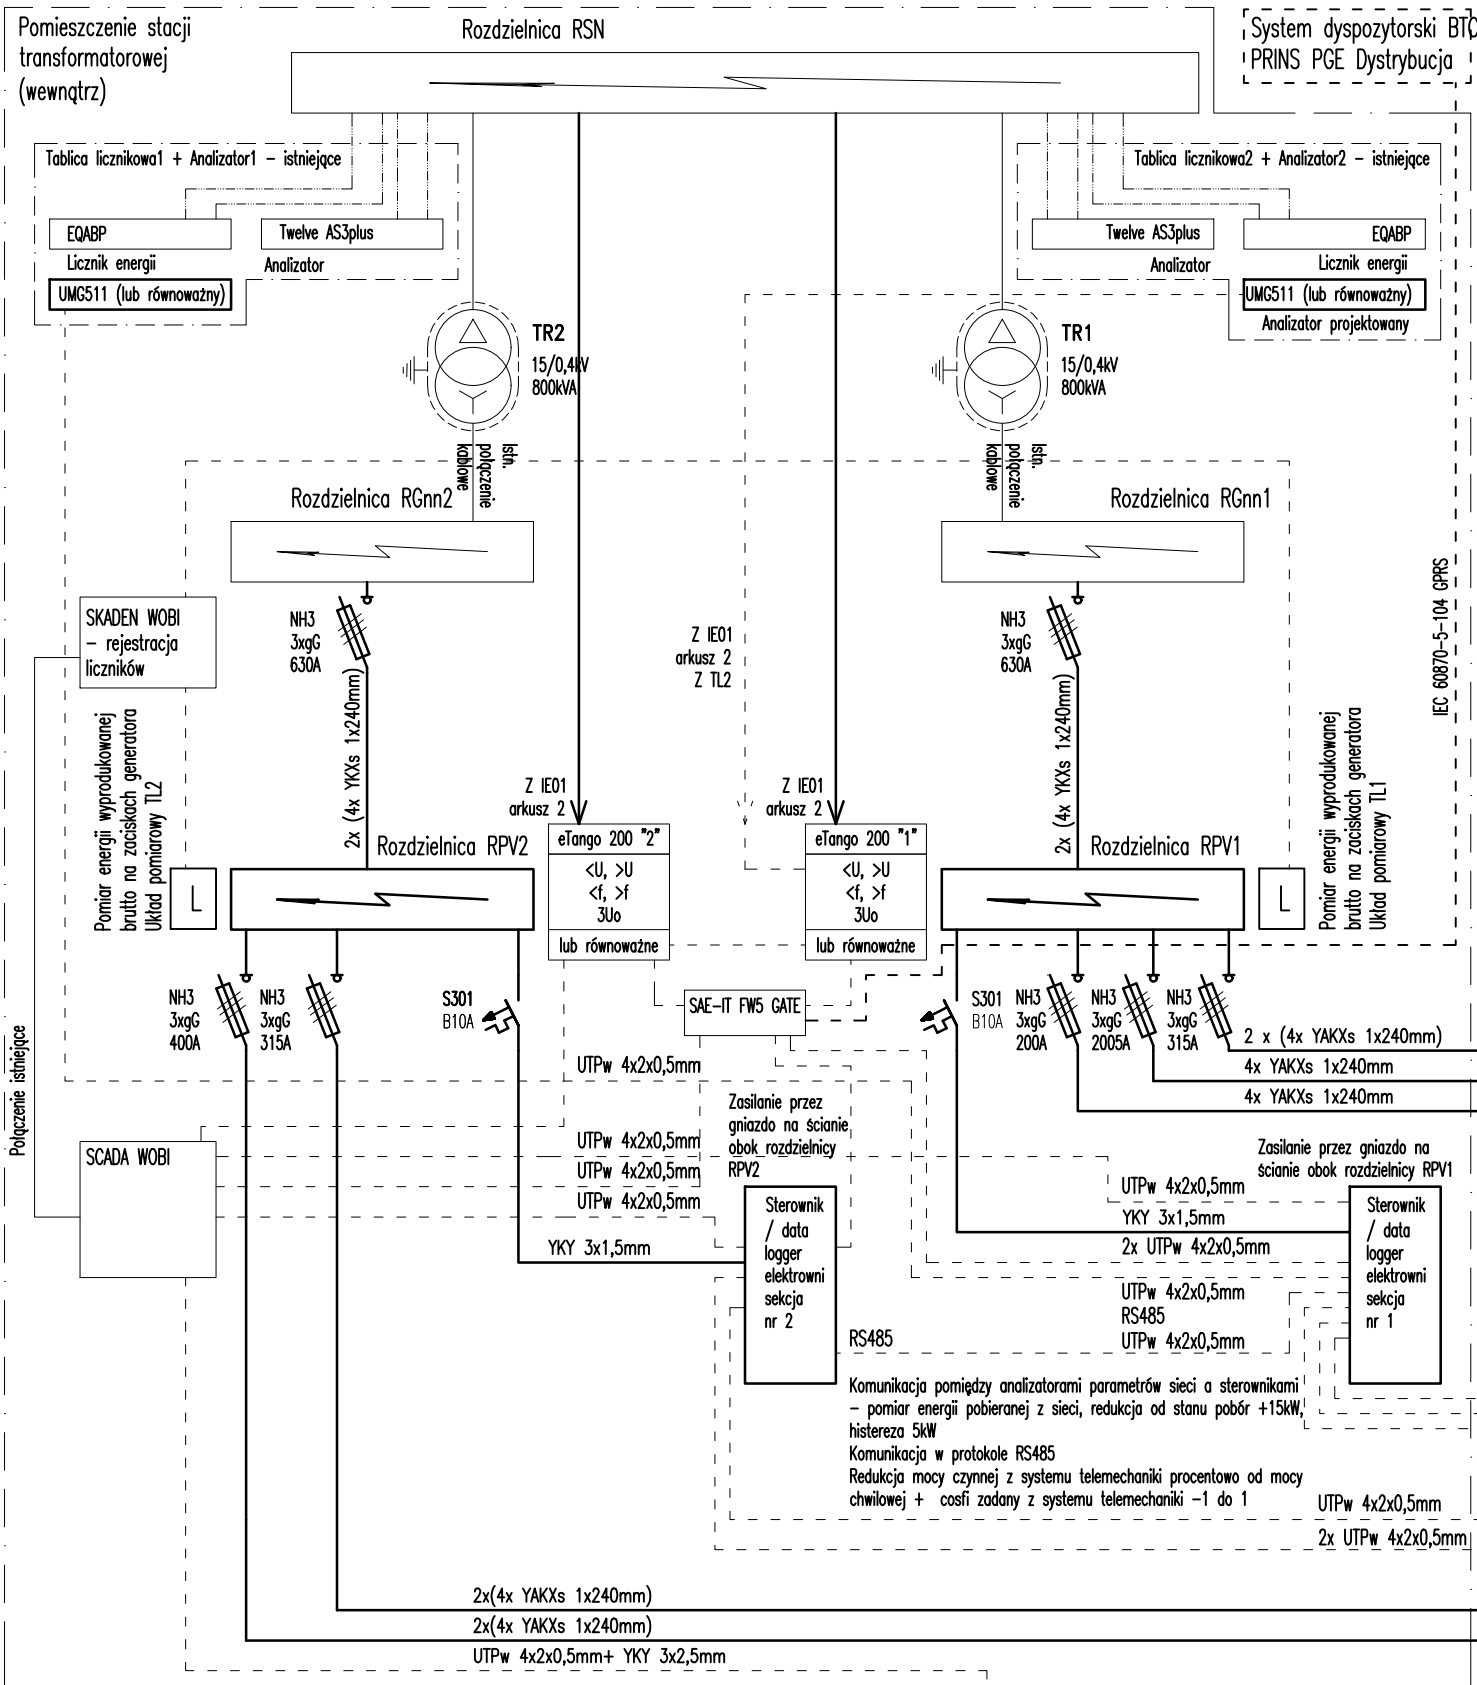 Pomieszczenie stacji
transformatorowej
(wewnątrz)
Rozdzielnica RSN
System dyspozytorski BTC
PRINS PGE Dystrybucja
Tablica licznikowa1 + Analizator1 – istniejące
EQABP
Licznik energii
UMG511 (lub równoważny)
Twelve AS3plus
Analizator
Tablica licznikowa2 + Analizator2 – istniejące
Twelve AS3plus
Analizator
EQABP
Licznik energii
UMG511 (lub równoważny)
Analizator projektowany
TR2
15/0,4kV
800kVA
TR1
15/0,4kV
800kVA
Istn.
połączenie
kablowe
Istn.
połączenie
kablowe
Rozdzielnica RGnn2
Rozdzielnica RGnn1
IEC 60870-5-104 GPRS
SKADEN WOBI
– rejestracja
liczników
NH3
3xgG
630A
2x (4x YKXs 1x240mm)
Z IE01
arkusz 2
Z TL2
NH3
3xgG
630A
2x (4x YKXs 1x240mm)
Pomiar energii wyprodukowanej
brutto na zaciskach generatora
Układ pomiarowy TL2
Pomiar energii wyprodukowanej
brutto na zaciskach generatora
Układ pomiarowy TL1
Z IE01
arkusz 2
Z IE01
arkusz 2
L
Rozdzielnica RPV2
eTango 200 "2"
<U, >U
<f, >f
3Uo
lub równoważne
eTango 200 "1"
<U, >U
<f, >f
3Uo
lub równoważne
Rozdzielnica RPV1
L
NH3
3xgG
400A
NH3
3xgG
315A
S301
B10A
SAE-IT FW5 GATE
S301
B10A
NH3
3xgG
200A
NH3
3xgG
2005A
NH3
3xgG
315A
2 x (4x YAKXs 1x240mm)
4x YAKXs 1x240mm
4x YAKXs 1x240mm
Połączenie istniejące
UTPw 4x2x0,5mm
Zasilanie przez
gniazdo na ścianie
obok rozdzielnicy
RPV2
SCADA WOBI
UTPw 4x2x0,5mm
UTPw 4x2x0,5mm
UTPw 4x2x0,5mm
YKY 3x1,5mm
Sterownik
/ data
logger
elektrowni
sekcja
nr 2
Zasilanie przez gniazdo na
ścianie obok rozdzielnicy RPV1
UTPw 4x2x0,5mm
YKY 3x1,5mm
2x UTPw 4x2x0,5mm
UTPw 4x2x0,5mm
RS485
UTPw 4x2x0,5mm
Sterownik
/ data
logger
elektrowni
sekcja
nr 1
RS485
Komunikacja pomiędzy analizatorami parametrów sieci a sterownikami
– pomiar energii pobieranej z sieci, redukcja od stanu pobór +15kW,
histereza 5kW
Komunikacja w protokole RS485
Redukcja mocy czynnej z systemu telemechaniki procentowo od mocy
chwilowej + cosfi zadany z systemu telemechaniki -1 do 1
UTPw 4x2x0,5mm
2x UTPw 4x2x0,5mm
2x(4x YAKXs 1x240mm)
2x(4x YAKXs 1x240mm)
UTPw 4x2x0,5mm+ YKY 3x2,5mm